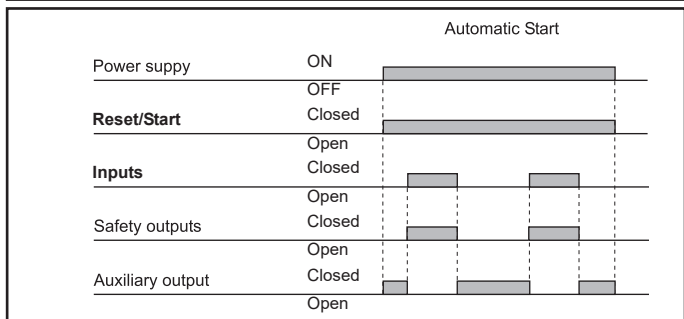 Automatic Start
Power suppy ON
OFF
Reset/Start Closed
Open
Inputs Closed
Open
Safety outputs Closed
Open
Auxiliary output Closed
Open